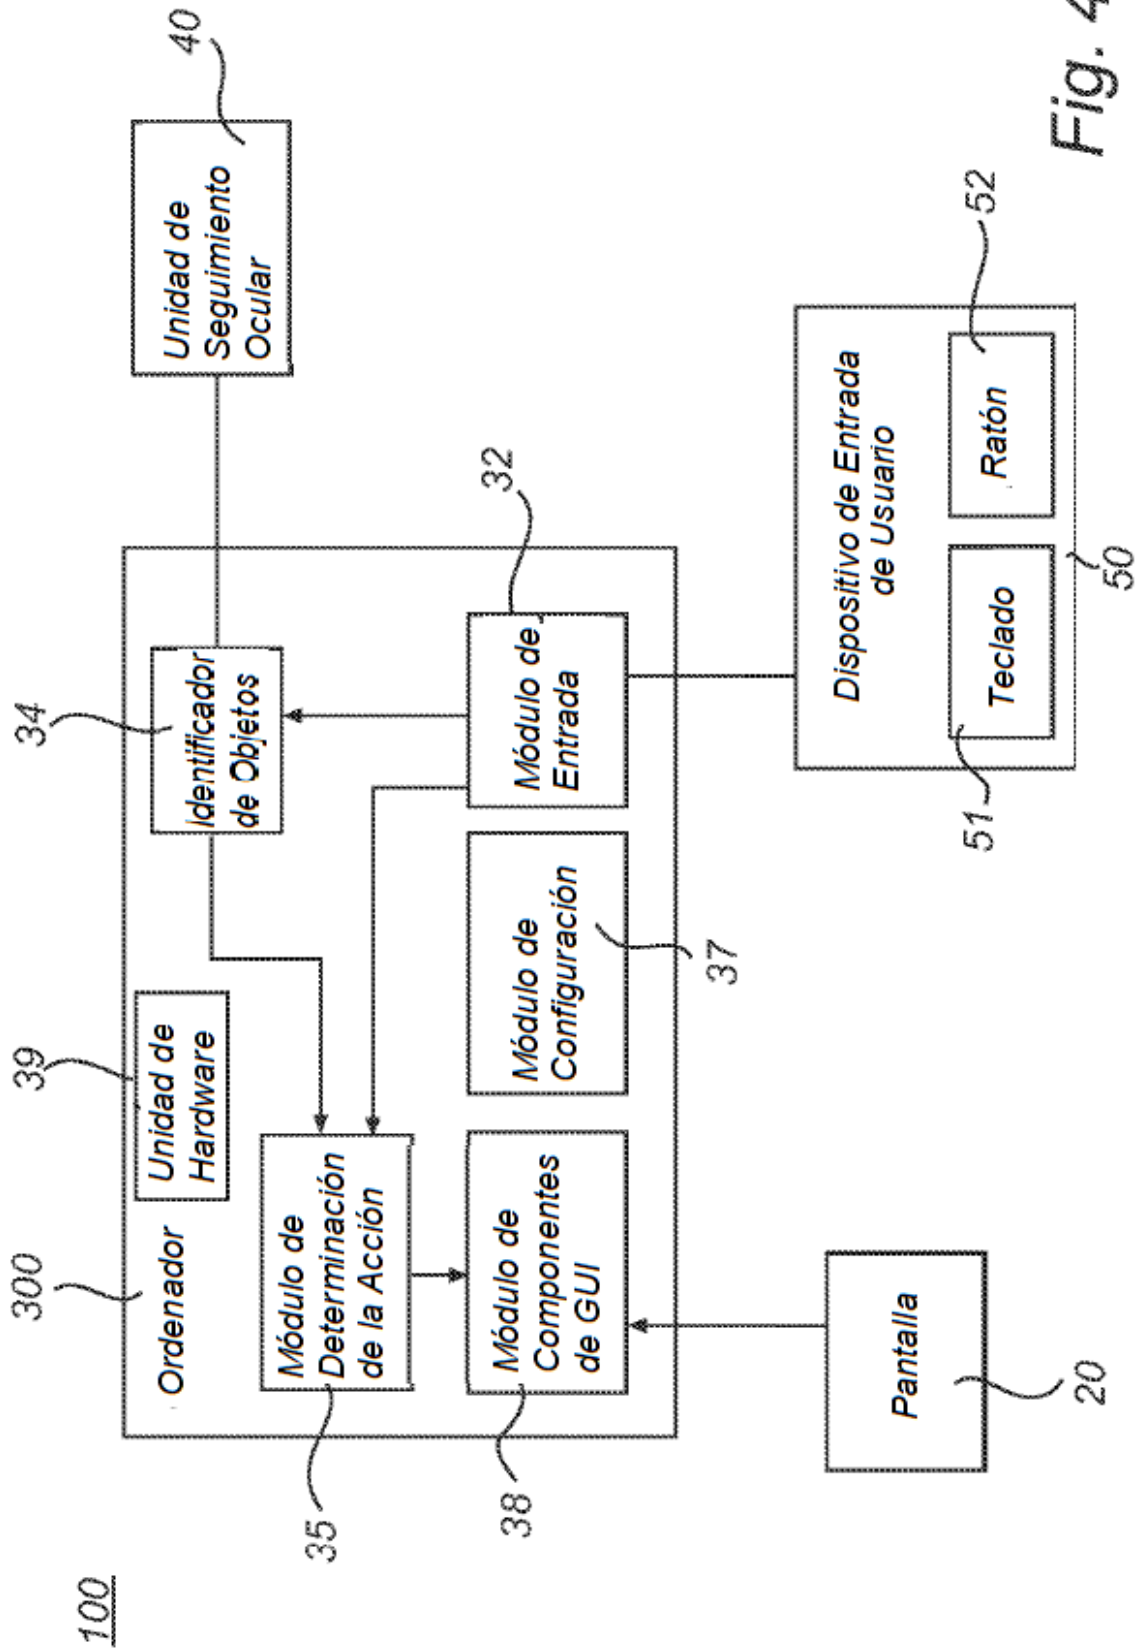 100
300
39
34
40
Ordenador
Unidad de
Hardware
Identificador
de Objetos
Unidad de
Seguimiento
Ocular
35
Módulo de
Determinación
de la Acción
38
Módulo de
Componentes
de GUI
Módulo de
Configuración
37
Módulo de
Entrada
32
Pantalla
20
Dispositivo de Entrada
de Usuario
51
Teclado
Ratón
52
50
Fig. 4